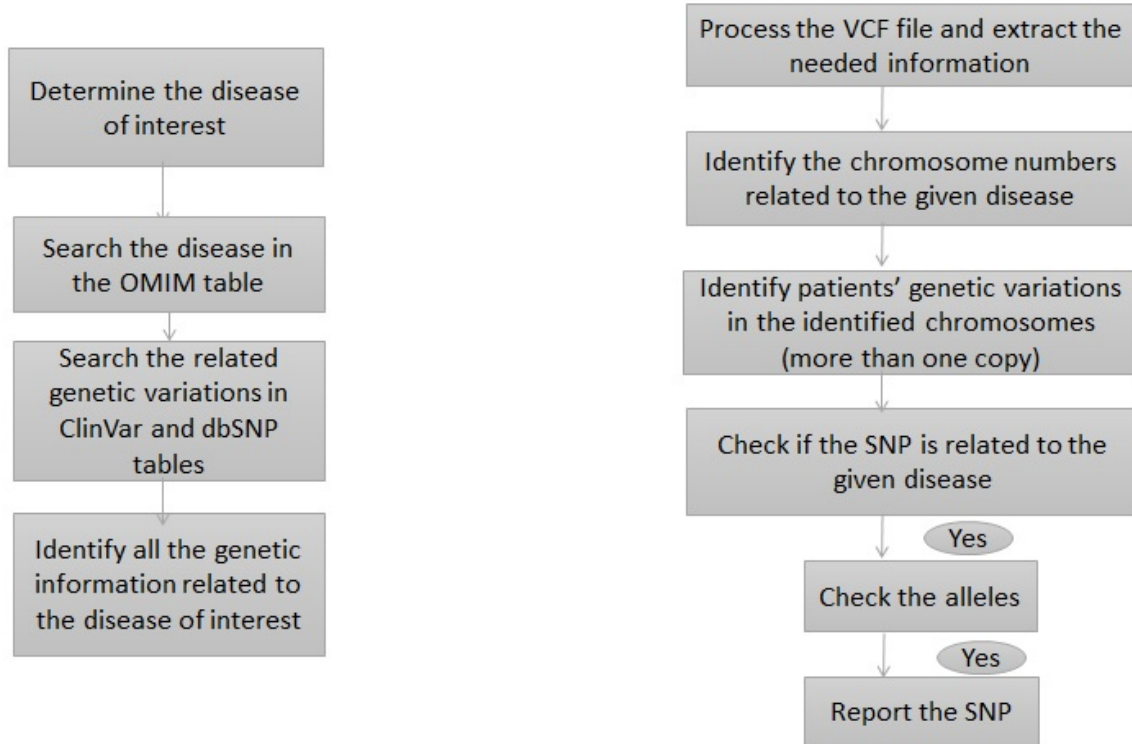 Determine the disease
of interest
Search the disease in
the OMIM table
Search the related
genetic variations in
ClinVar and dbSNP
tables
Identify all the genetic
information related to
the disease of interest
Process the VCF file and extract the
needed information
Identify the chromosome numbers
related to the given disease
Identify patients’ genetic variations
in the identified chromosomes
(more than one copy)
Check if the SNP is related to the
given disease
Yes
Check the alleles
Yes
Report the SNP